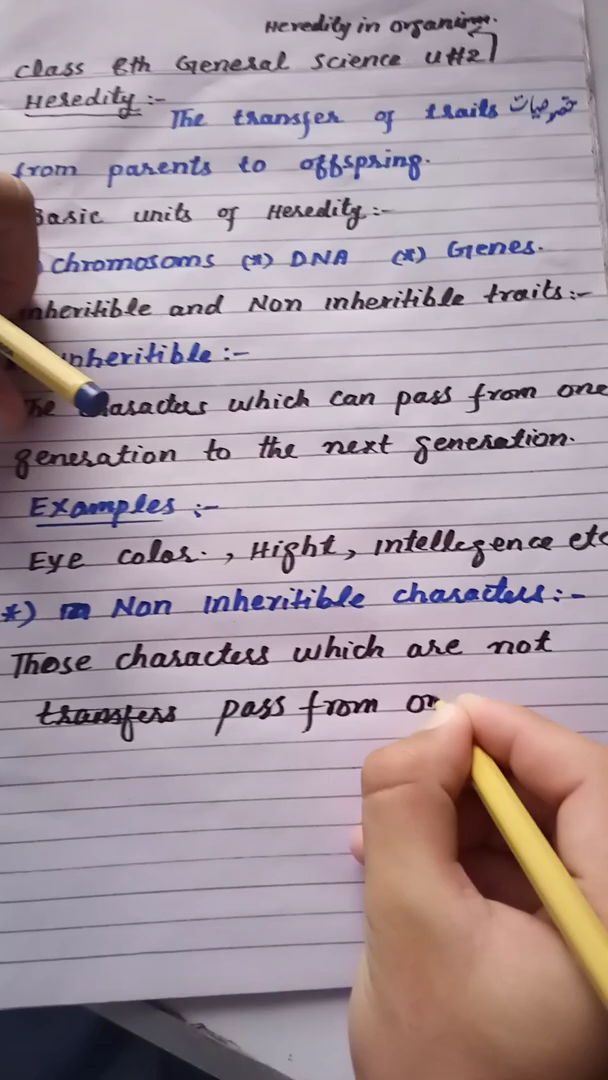 Heredity in organism.
Class 8th General Science U#2
Heredity :-
The transfer of traits
from parents to offspring.
Basic units of Heredity :-
chromosoms (*) DNA (*) Genes.
inheritible and Non inheritible traits :-
inheritible :-
The characters which can pass from one
generation to the next generation.
Examples :-
Eye color. , Hight, intellegence etc
*) Non inheritible characters :-
Those characters which are not
transfers pass from on